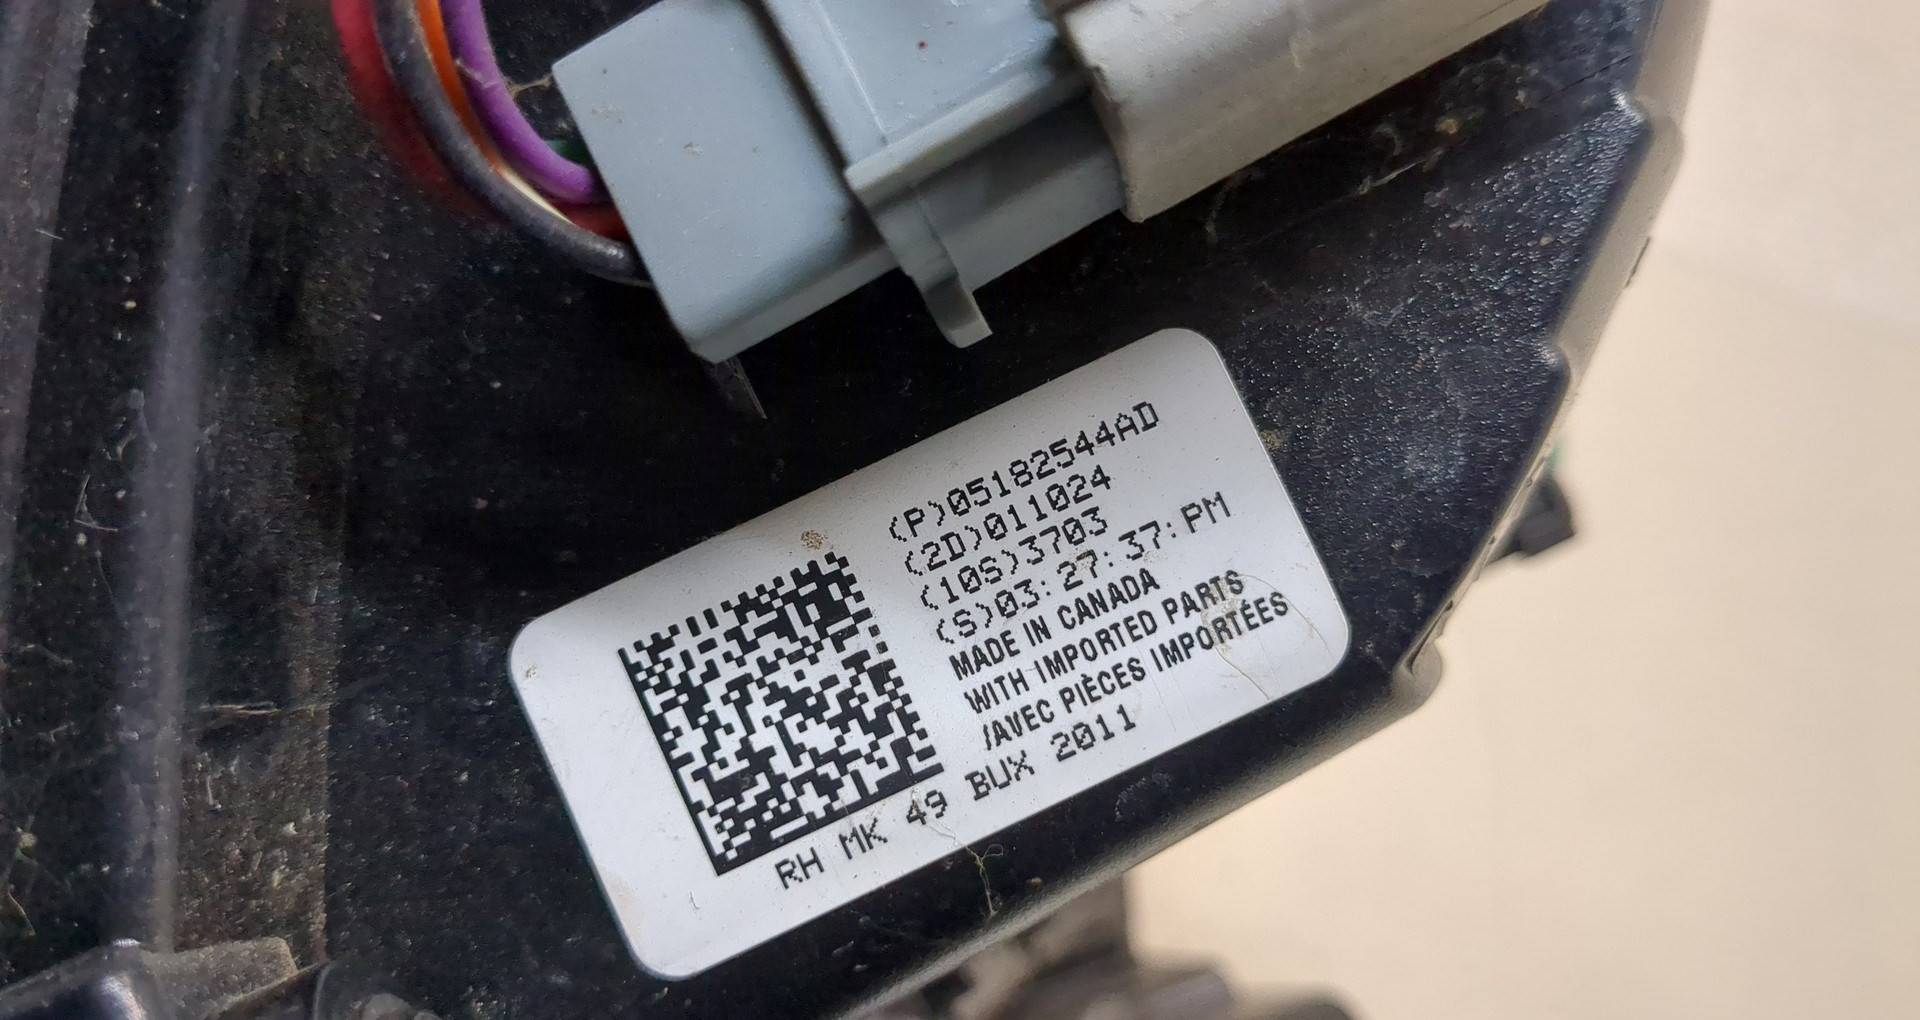 (P)05182544AD
(2D)011024
(10S)3703
(S)03:27:37:PM
MADE IN CANADA
WITH IMPORTED PARTS
/AVEC PIÈCES IMPORTÉES
RH MK 49 BUX 2011